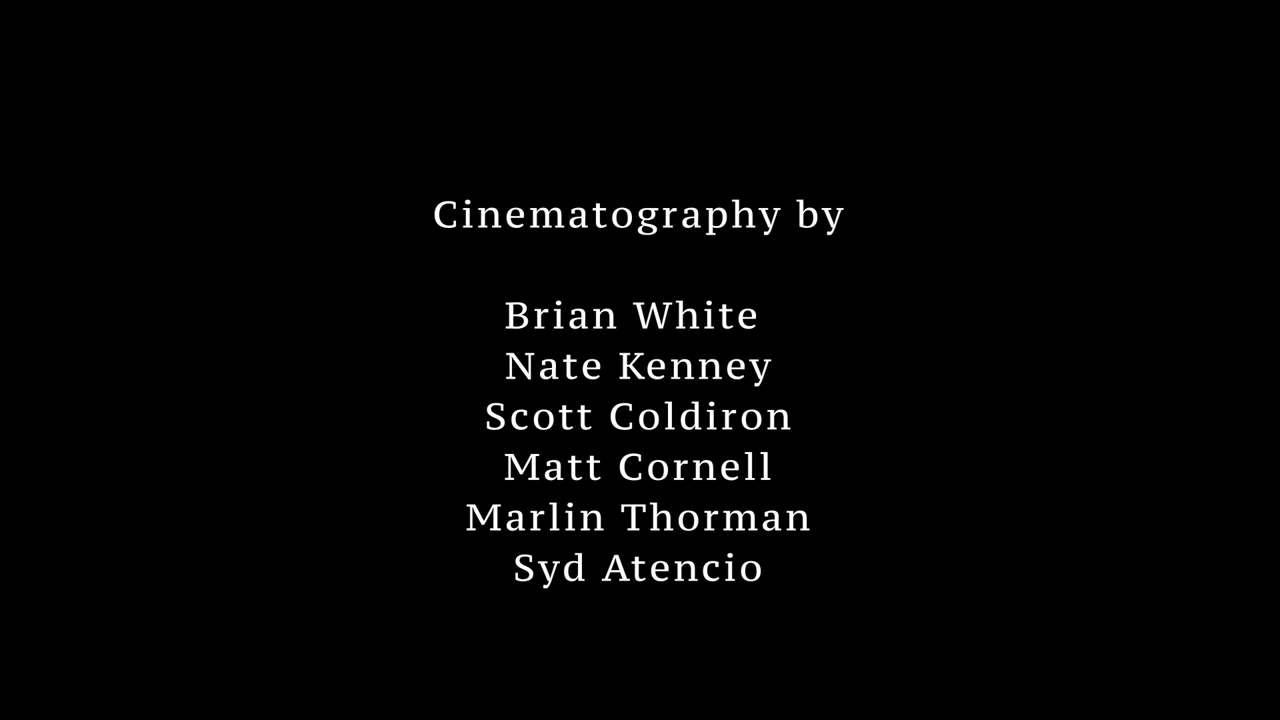 Cinematography by
Brian White
Nate Kenney
Scott Coldiron
Matt Cornell
Marlin Thorman
Syd Atencio